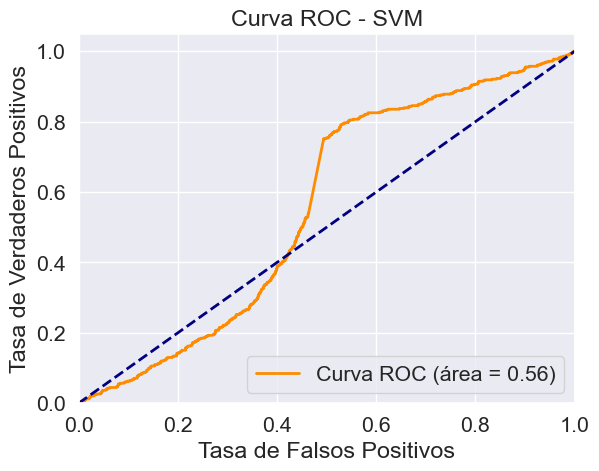 Curva ROC - SVM
Tasa de Verdaderos Positivos
1.0
0.8
0.6
0.4
0.2
0.0
Curva ROC (área = 0.56)
0.0 0.2 0.4 0.6 0.8 1.0
Tasa de Falsos Positivos